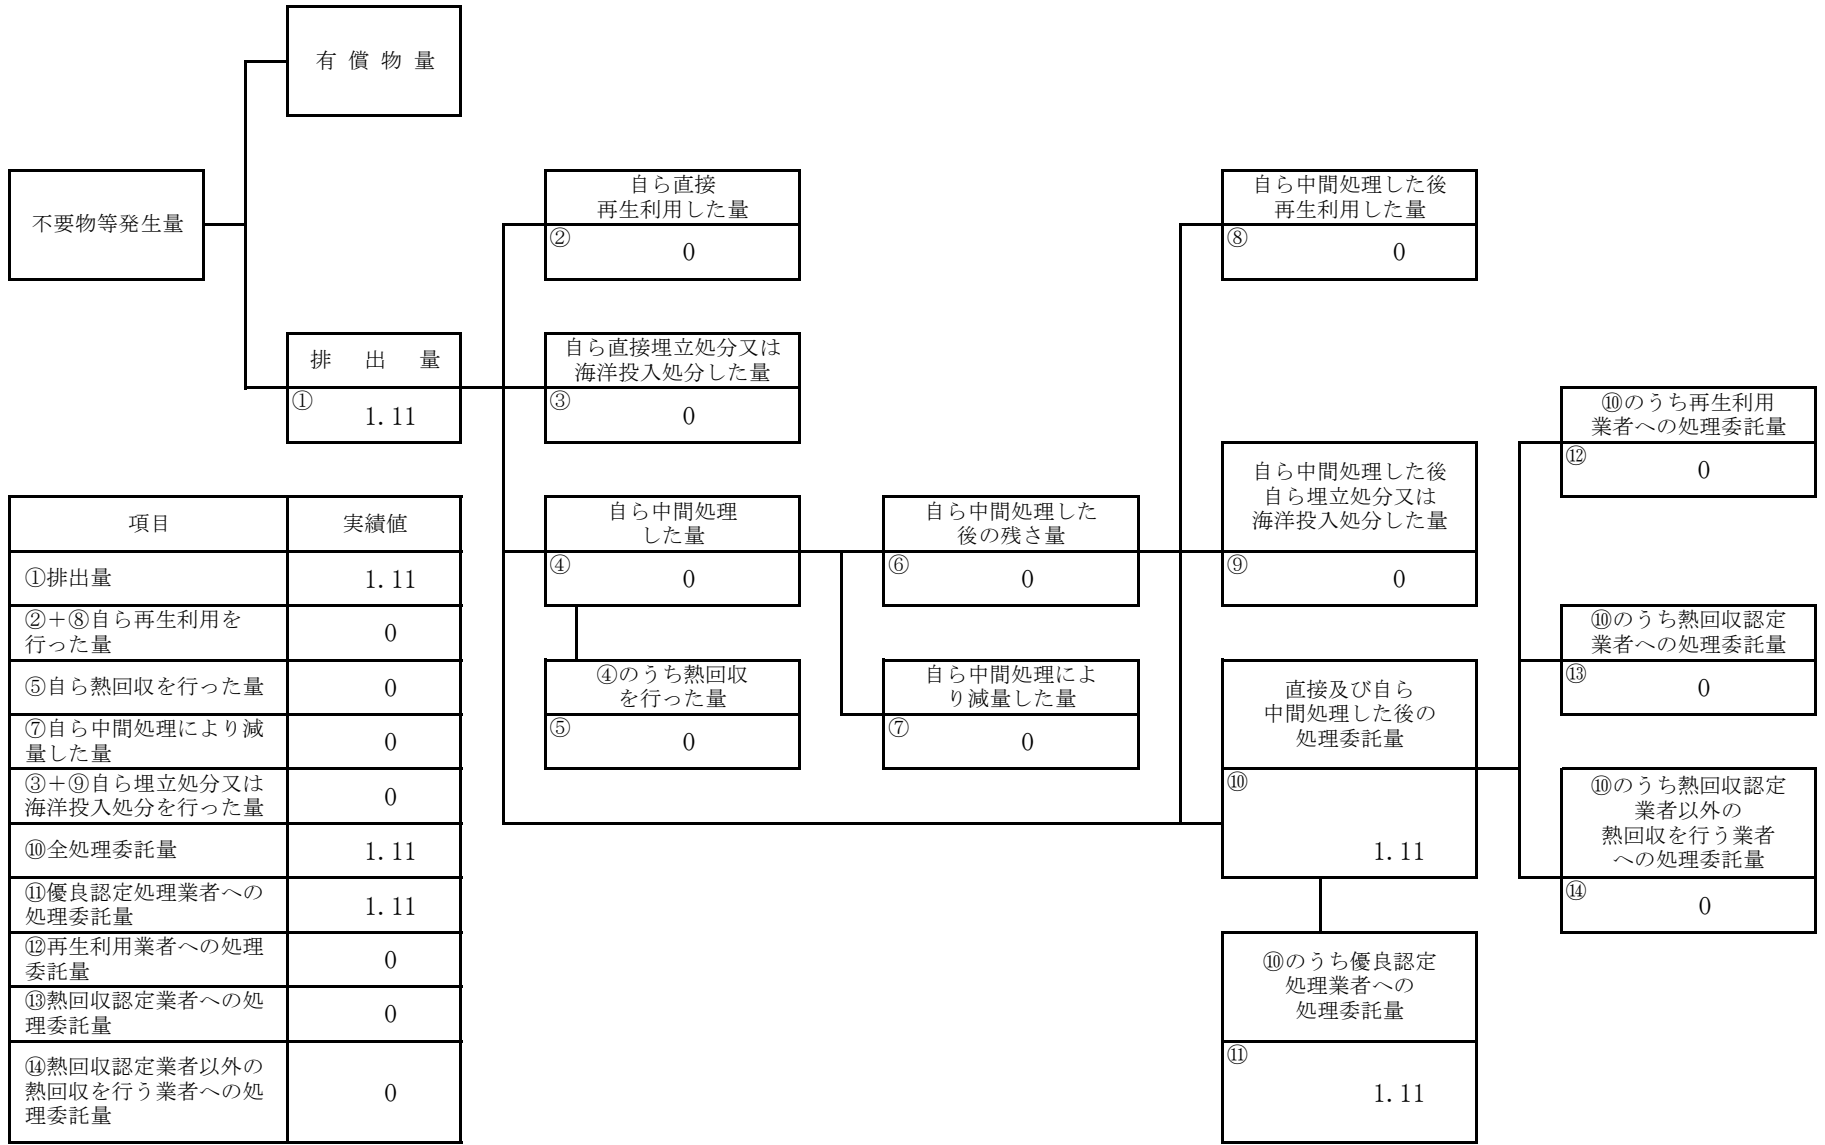 有償物量
不要物等発生量
排出量
①
1.11
自ら直接
再生利用した量
②
0
自ら直接埋立処分又は
海洋投入処分した量
③
0
自ら中間処理
した量
④
0
④のうち熱回収
を行った量
⑤
0
自ら中間処理した
後の残さ量
⑥
0
自ら中間処理によ
り減量した量
⑦
0
自ら中間処理した後
再生利用した量
⑧
0
自ら中間処理した後
自ら埋立処分又は
海洋投入処分した量
⑨
0
直接及び自ら
中間処理した後の
処理委託量
⑩
1.11
⑩のうち優良認定
処理業者への
処理委託量
⑪
1.11
⑩のうち再生利用
業者への処理委託量
⑫
0
⑩のうち熱回収認定
業者への処理委託量
⑬
0
⑩のうち熱回収認定
業者以外の
熱回収を行う業者
への処理委託量
⑭
0
項目 実績値
①排出量 1.11
②＋⑧自ら再生利用を
行った量 0
⑤自ら熱回収を行った量 0
⑦自ら中間処理により減
量した量 0
③＋⑨自ら埋立処分又は
海洋投入処分を行った量 0
⑩全処理委託量 1.11
⑪優良認定処理業者への
処理委託量 1.11
⑫再生利用業者への処理
委託量 0
⑬熱回収認定業者への処
理委託量 0
⑭熱回収認定業者以外の
熱回収を行う業者への処
理委託量 0